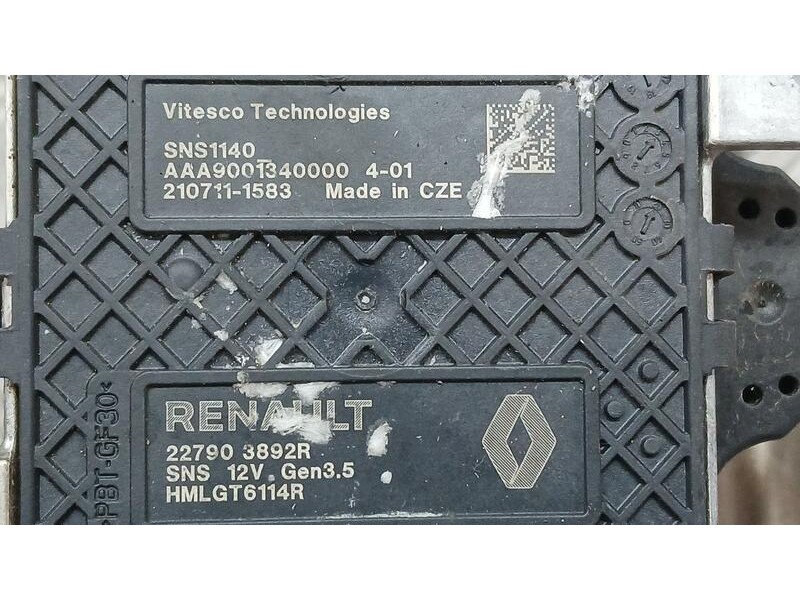 Vitesco Technologies
SNS1140_
AAA9001340000 4-01
210711-1583 Made in CZE
>PBT-GF30<
RENAULT
22790 3892R
SNS 12V Gen3.5
HMLGT6114R